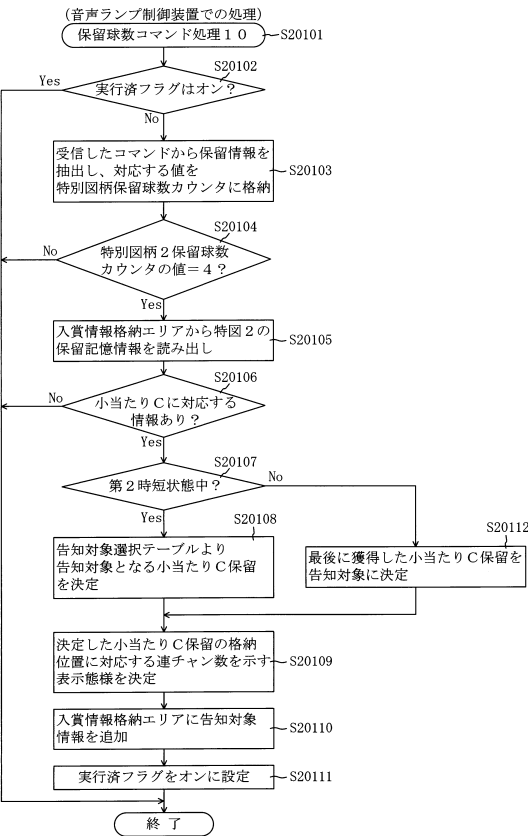 (音声ランプ制御装置での処理)
保留球数コマンド処理10
S20101
S20102
実行済フラグはオン?
Yes
No
受信したコマンドから保留情報を
抽出し、対応する値を
特別図柄保留球数カウンタに格納
S20103
S20104
特別図柄2保留球数
カウンタの値=4?
No
Yes
入賞情報格納エリアから特図2の
保留記憶情報を読み出し
S20105
S20106
小当たりCに対応する
情報あり?
No
Yes
S20107
第2時短状態中?
No
Yes
S20108
告知対象選択テーブルより
告知対象となる小当たりC保留
を決定
S20112
最後に獲得した小当たりC保留を
告知対象に決定
決定した小当たりC保留の格納
位置に対応する連チャン数を示す
表示態様を決定
S20109
入賞情報格納エリアに告知対象
情報を追加
S20110
実行済フラグをオンに設定
S20111
終 了